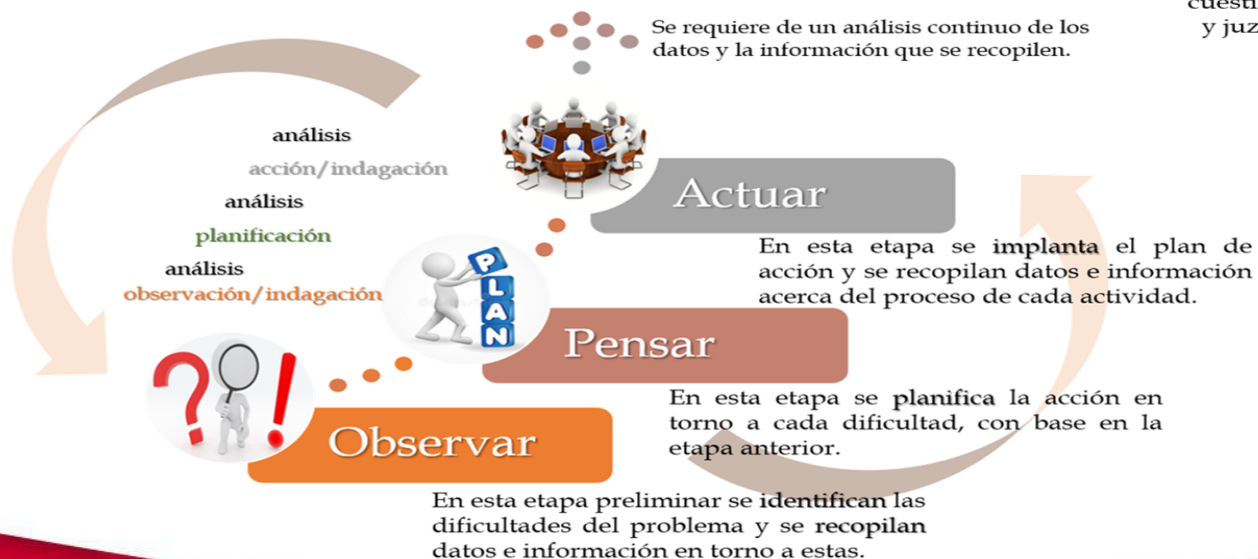 Se requiere de un análisis continuo de los
datos y la información que se recopilen.
y
análisis
acción/indagación
análisis
planificación
análisis
observación/indagación
Actuar
En esta etapa se implanta el plan de
acción y se recopilan datos e información
acerca del proceso de cada actividad.
PLAN
Pensar
En esta etapa se planifica la acción en
torno a cada dificultad, con base en la
etapa anterior.
?!
Observar
En esta etapa preliminar se identifican las
dificultades del problema y se recopilan
datos e información en torno a estas.